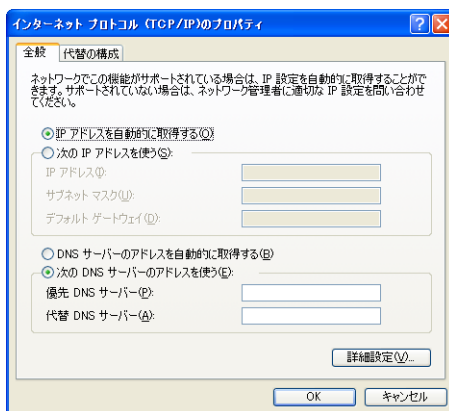 インターネット プロトコル (TCP/IP)のプロパティ
全般
代替の構成
ネットワークでこの機能がサポートされている場合は、IP 設定を自動的に取得することがで
きます。サポートされていない場合は、ネットワーク管理者に適切な IP 設定を問い合わせ
てください。
IP アドレスを自動的に取得する(O)
次の IP アドレスを使う(S):
IP アドレス(I):
サブネット マスク(U):
デフォルト ゲートウェイ(D):
DNS サーバーのアドレスを自動的に取得する(B)
次の DNS サーバーのアドレスを使う(E):
優先 DNS サーバー(P):
代替 DNS サーバー(A):
詳細設定(V)...
OK
キャンセル